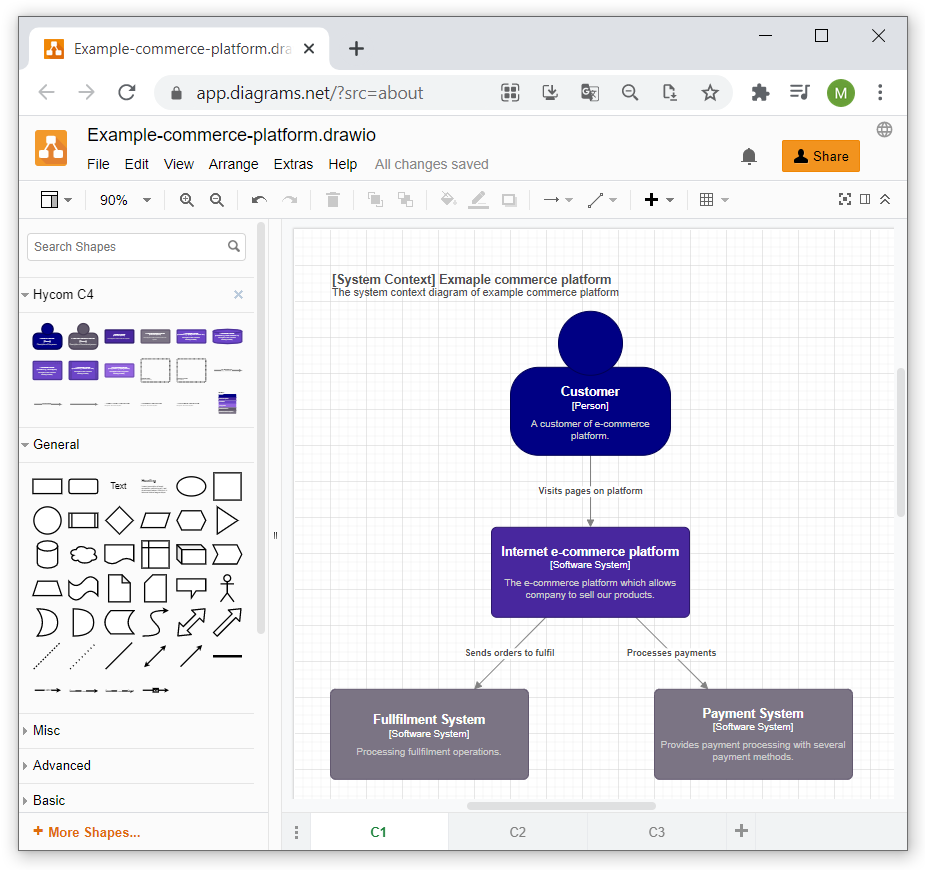 Example-commerce-platform.dra
app.diagrams.net/?src=about
M
Example-commerce-platform.drawio
File Edit View Arrange Extras Help All changes saved
Share
90%
Search Shapes
Hycom C4
General
Text
Heading
Misc
Advanced
Basic
+ More Shapes...
[System Context] Exmaple commerce platform
The system context diagram of example commerce platform
Customer
[Person]
A customer of e-commerce
platform.
Visits pages on platform
Internet e-commerce platform
[Software System]
The e-commerce platform which allows
company to sell our products.
Sends orders to fulfil
Processes payments
Fullfilment System
[Software System]
Processing fullfilment operations.
Payment System
[Software System]
Provides payment processing with several
payment methods.
C1
C2
C3